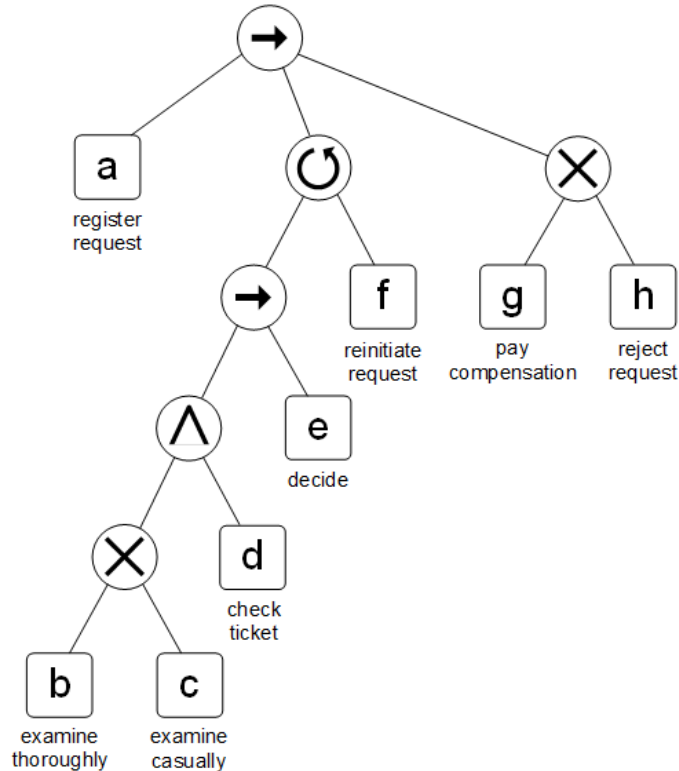 a
register
request
f
reinitiate
request
g
pay
compensation
h
reject
request
e
decide
d
check
ticket
b
examine
thoroughly
c
examine
casually